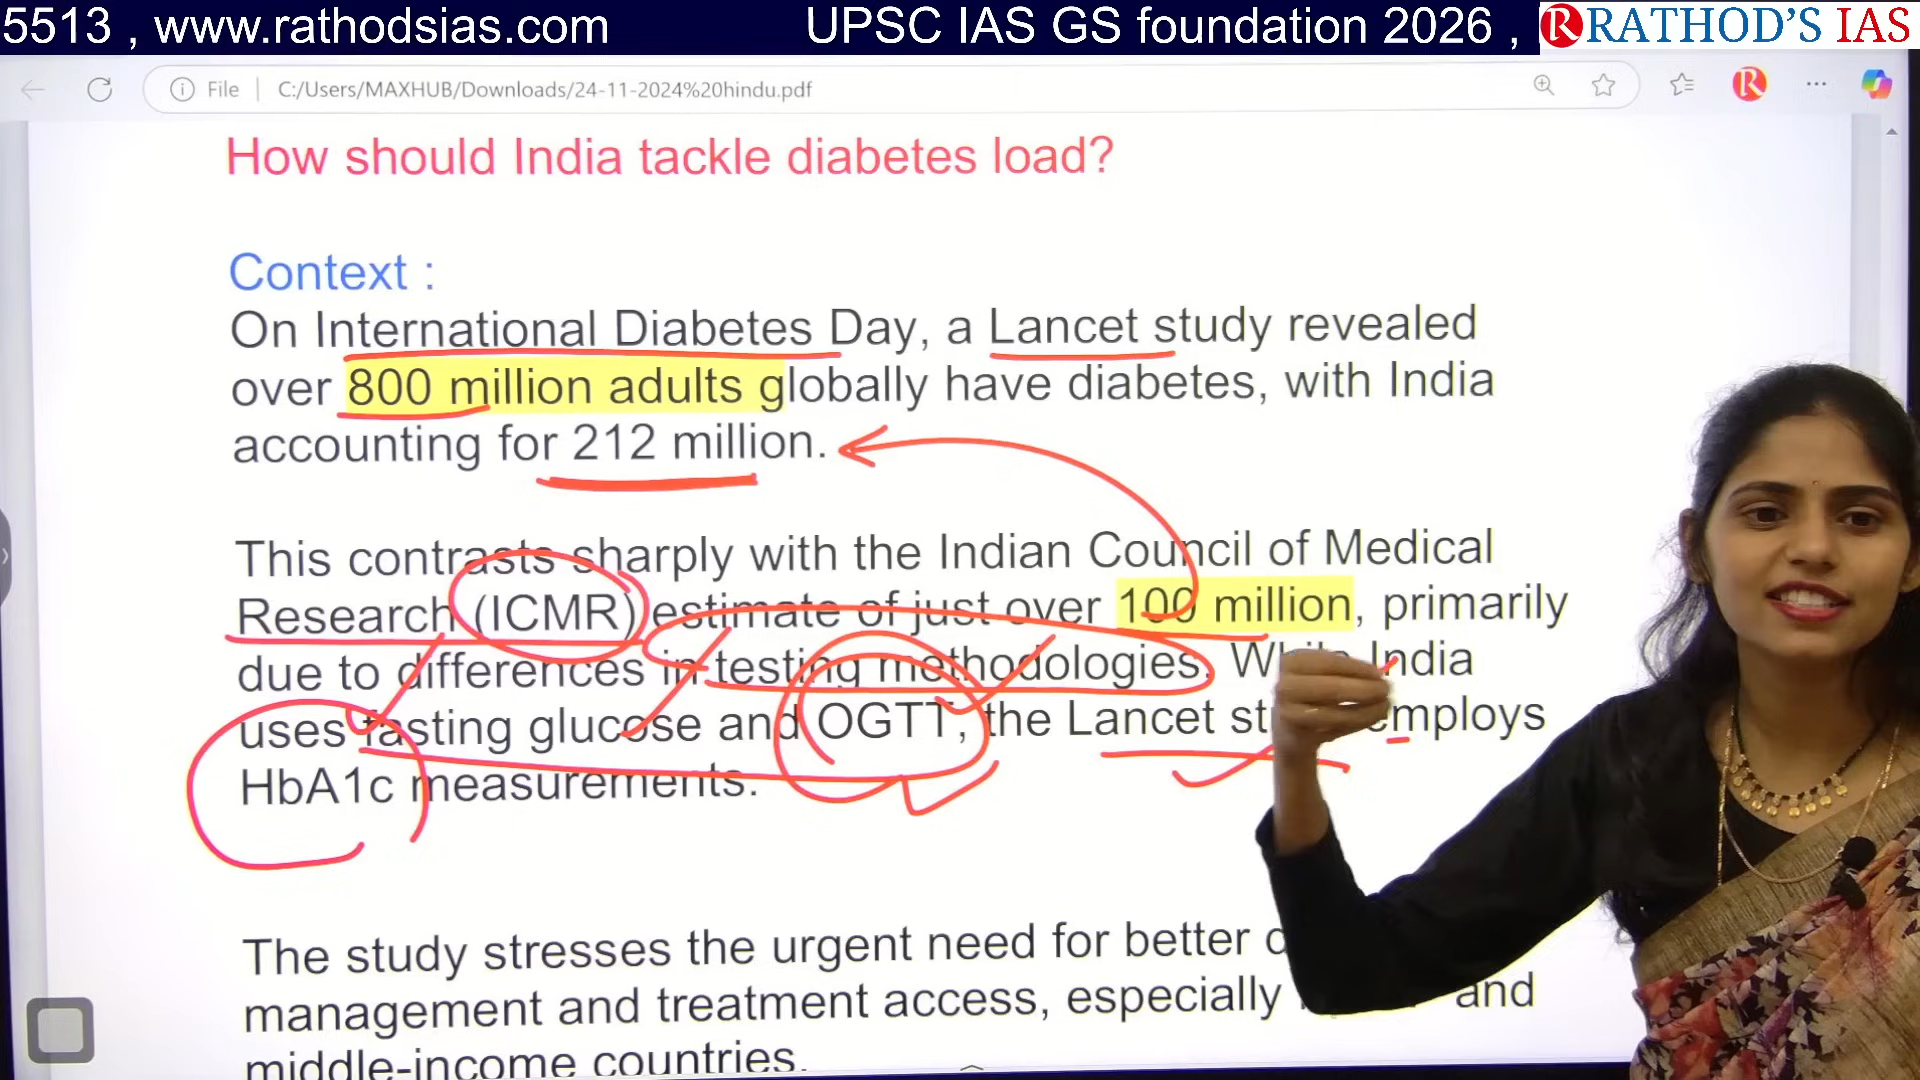 5513 , www.rathodsias.com UPSC IAS GS foundation 2026 , R RATHOD'S IAS
File C:/Users/MAXHUB/Downloads/24-11-2024%20hindu.pdf R
How should India tackle diabetes load?
Context :
On International Diabetes Day, a Lancet study revealed
over 800 million adults globally have diabetes, with India
accounting for 212 million.
This contrasts sharply with the Indian Council of Medical
Research (ICMR) estimate of just over 100 million, primarily
due to differences in testing methodologies. While India
uses fasting glucose and OGTT, the Lancet employs
HbA1c measurements.
The study stresses the urgent need for better
management and treatment access, especially and
middle-income countries.